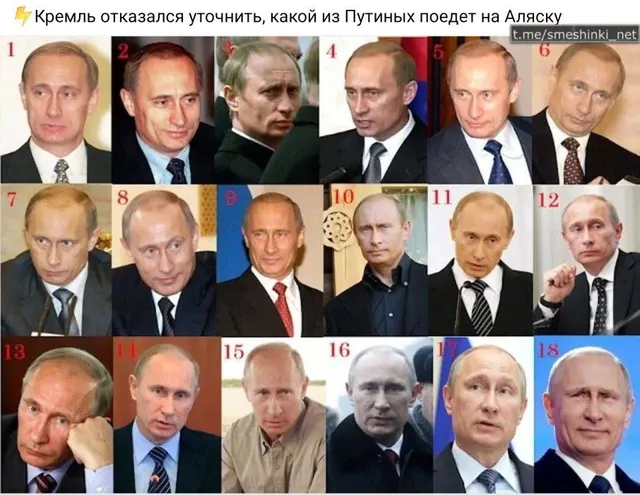 ⚡Кремль отказался уточнить, какой из Путиных поедет на Аляску
t.me/smeshinki_net
1 2 3 4 5 6
7 8 9 10 11 12
13 14 15 16 17 18